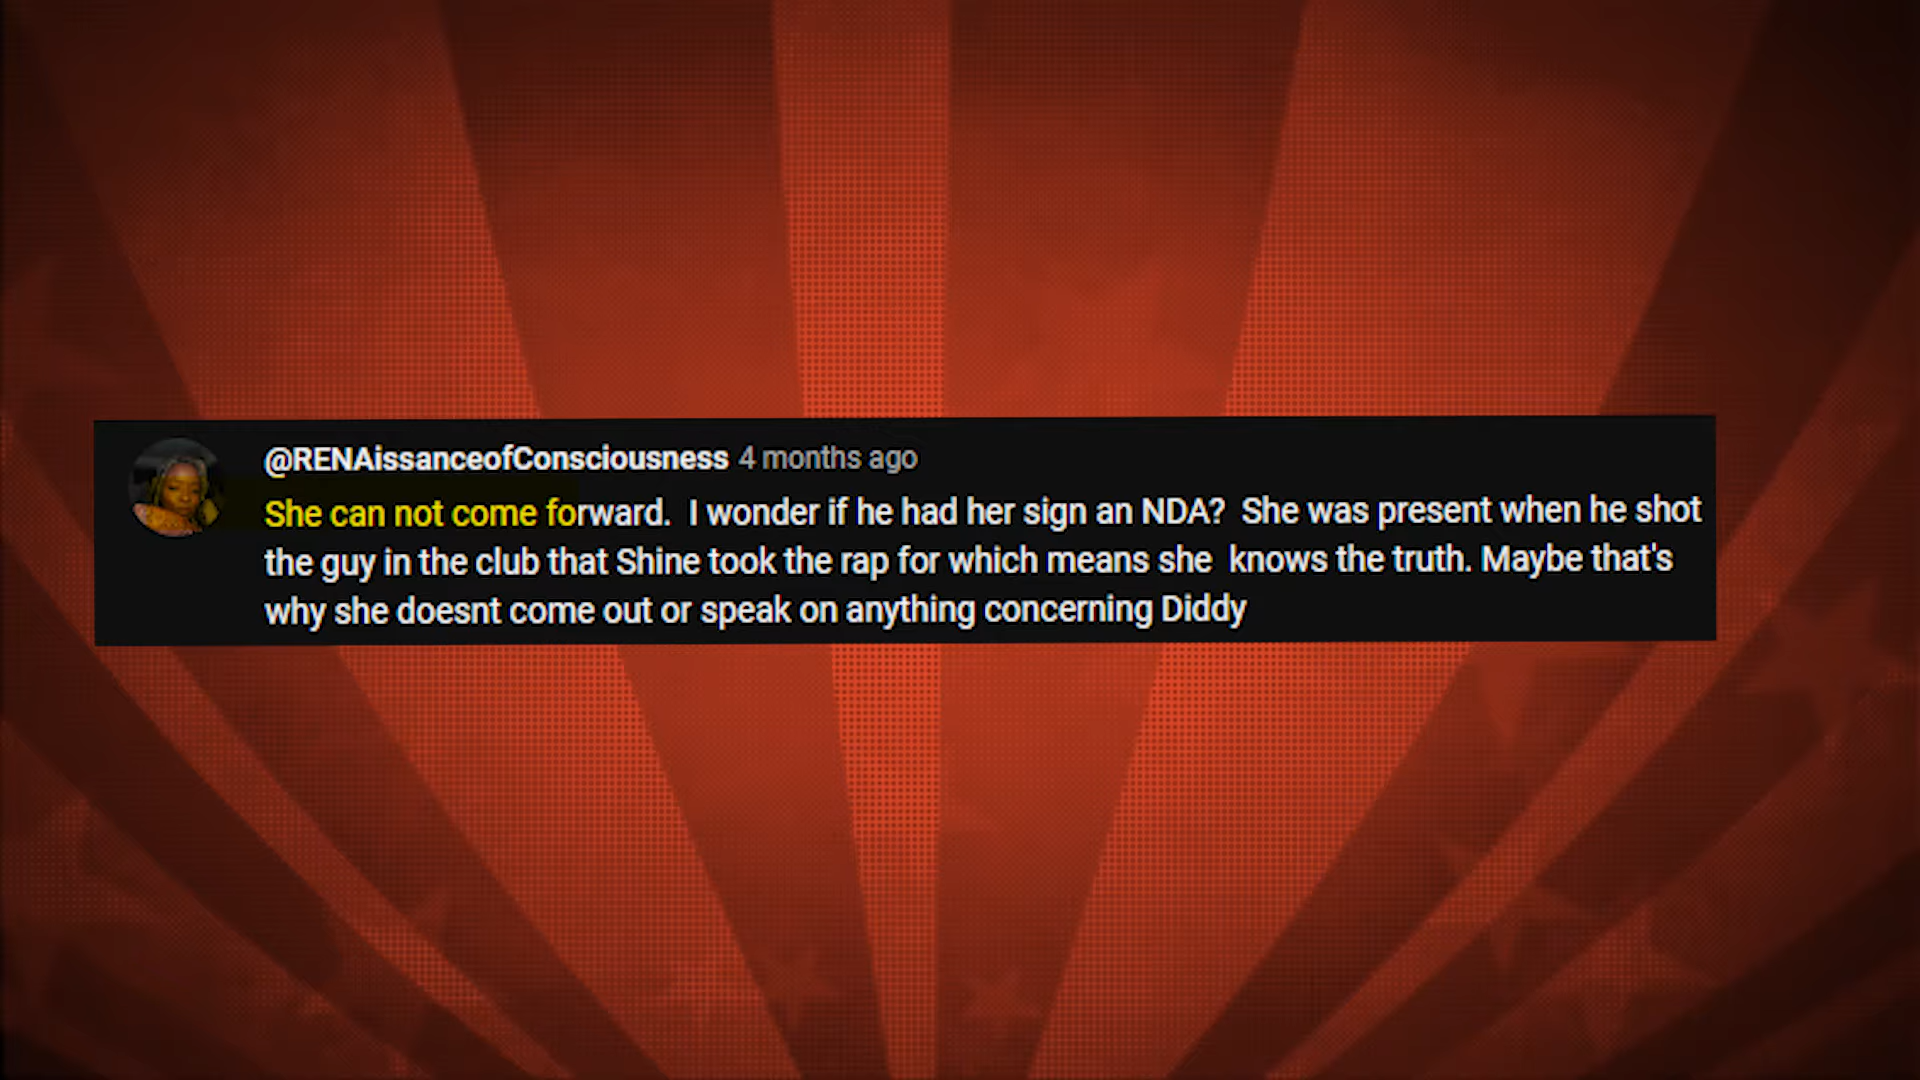 @RENAissanceofConsciousness 4 months ago
She can not come forward.  I wonder if he had her sign an NDA?  She was present when he shot
the guy in the club that Shine took the rap for which means she  knows the truth. Maybe that's
why she doesnt come out or speak on anything concerning Diddy